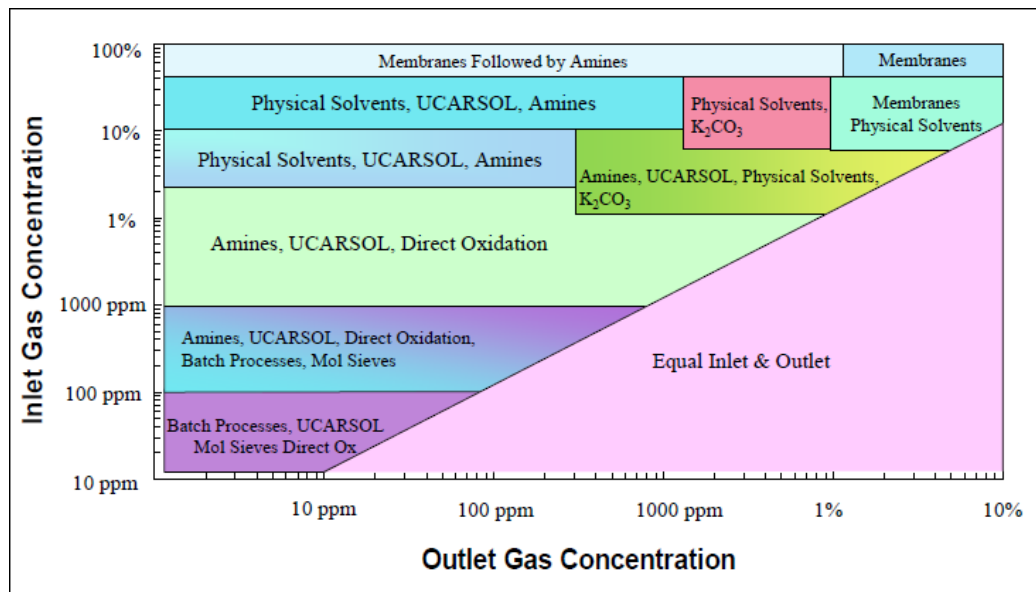 100%
Membranes Followed by Amines
Membranes
Physical Solvents, UCARSOL, Amines
Physical Solvents,
K₂CO₃
Membranes
Physical Solvents
10%
Physical Solvents, UCARSOL, Amines
Amines, UCARSOL, Physical Solvents,
K₂CO₃
1%
Amines, UCARSOL, Direct Oxidation
1000 ppm
Amines, UCARSOL, Direct Oxidation,
Batch Processes, Mol Sieves
Equal Inlet & Outlet
100 ppm
Batch Processes, UCARSOL
Mol Sieves Direct Ox
10 ppm
Inlet Gas Concentration
10 ppm
100 ppm
1000 ppm
1%
10%
Outlet Gas Concentration